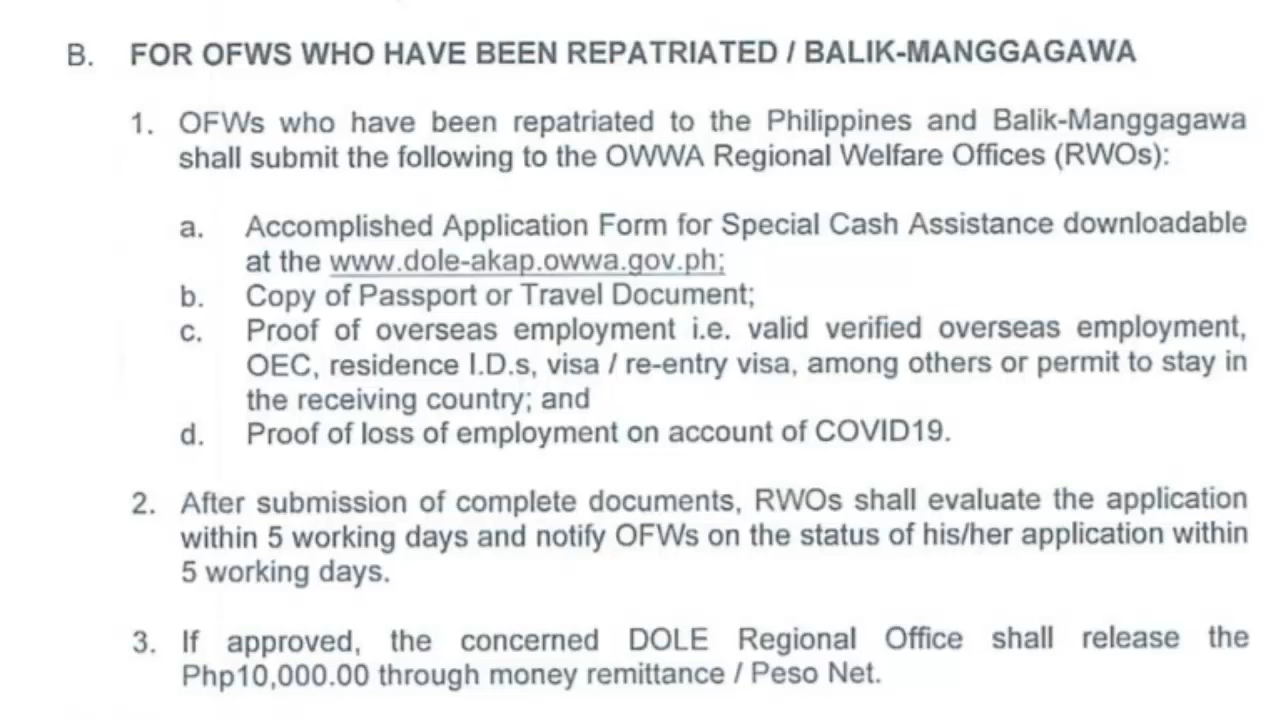 B. FOR OFWS WHO HAVE BEEN REPATRIATED / BALIK-MANGGAGAWA
1. OFWs who have been repatriated to the Philippines and Balik-Manggagawa
shall submit the following to the OWWA Regional Welfare Offices (RWOs):
a. Accomplished Application Form for Special Cash Assistance downloadable
at the www.dole-akap.owwa.gov.ph;
b. Copy of Passport or Travel Document;
c. Proof of overseas employment i.e. valid verified overseas employment,
OEC, residence I.D.s, visa / re-entry visa, among others or permit to stay in
the receiving country; and
d. Proof of loss of employment on account of COVID19.
2. After submission of complete documents, RWOs shall evaluate the application
within 5 working days and notify OFWs on the status of his/her application within
5 working days.
3. If approved, the concerned DOLE Regional Office shall release the
Php10,000.00 through money remittance / Peso Net.